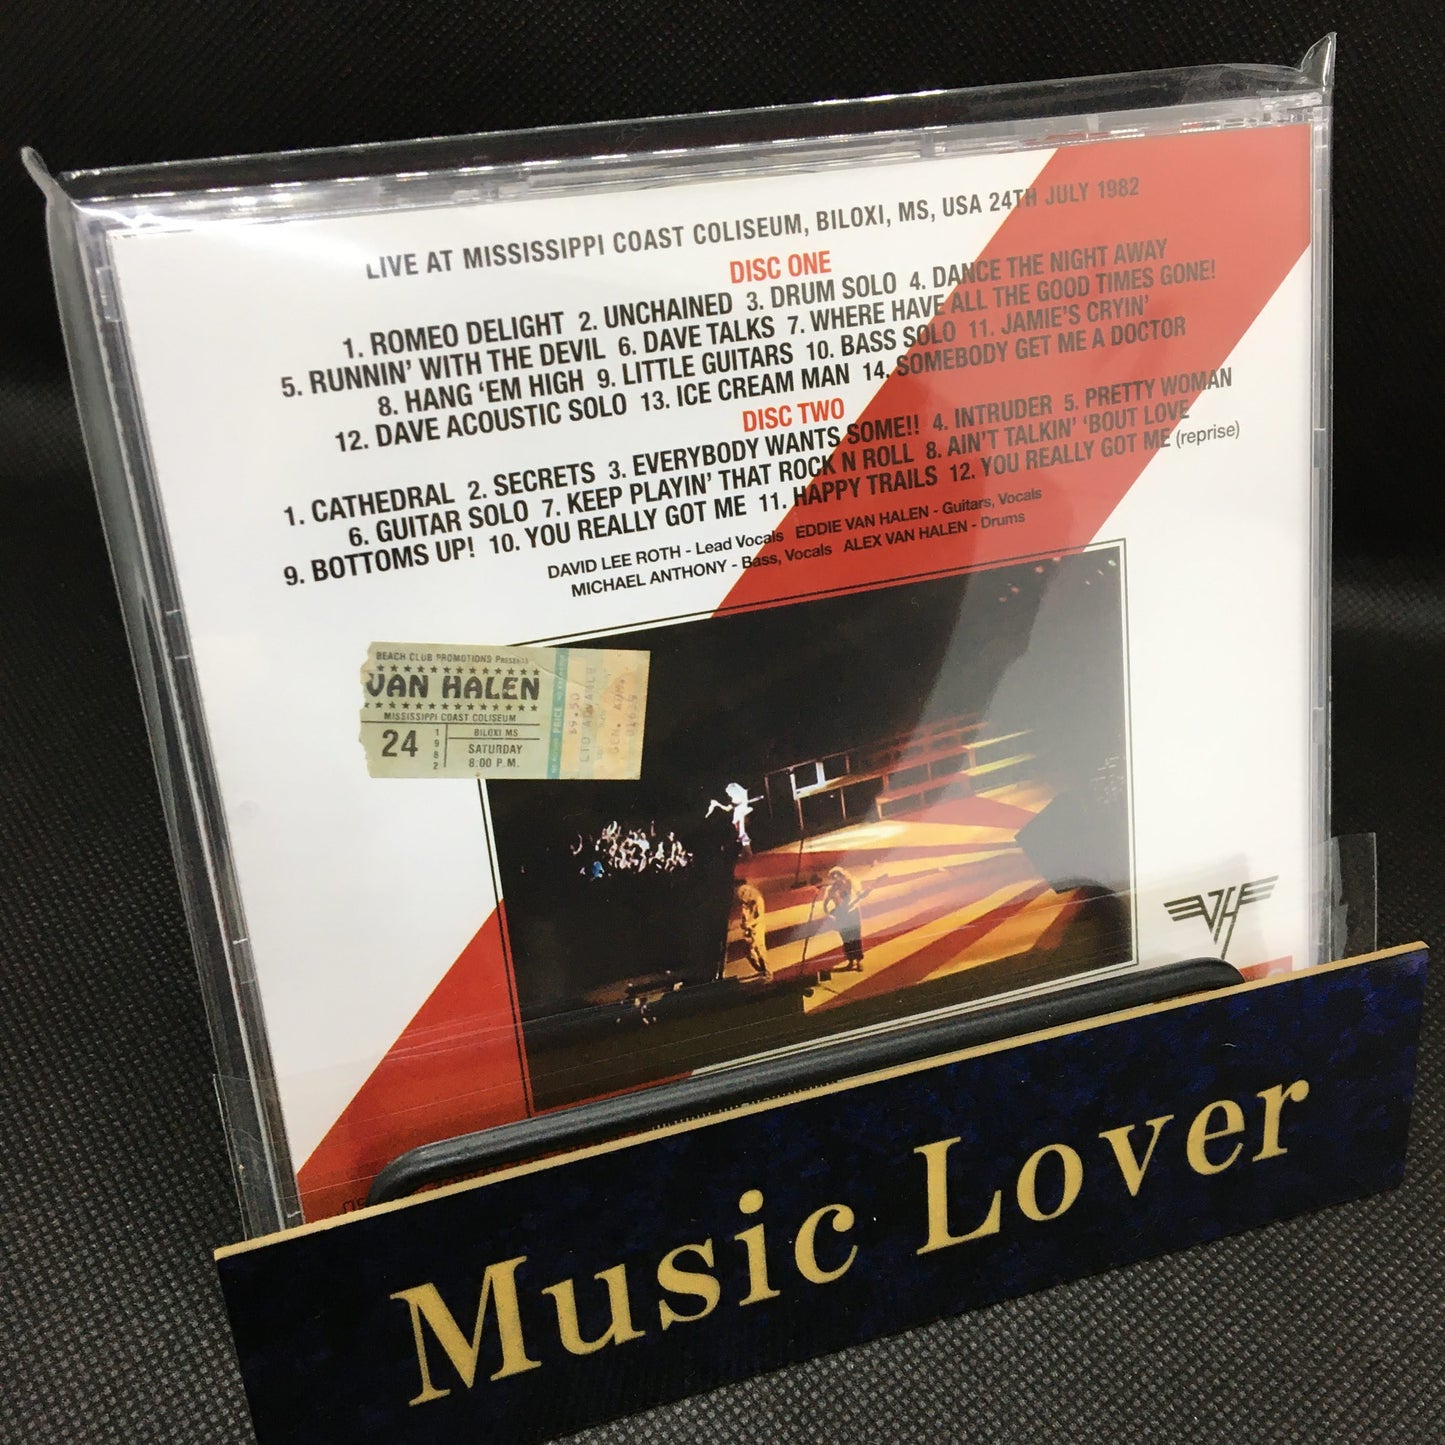 LIVE AT MISSISSIPPI COAST COLISEUM, BILOXI, MS, USA 24TH JULY 1982
DISC ONE
1. ROMEO DELIGHT 2. UNCHAINED 3. DRUM SOLO 4. DANCE THE NIGHT AWAY
5. RUNNIN' WITH THE DEVIL 6. DAVE TALKS 7. WHERE HAVE ALL THE GOOD TIMES GONE!
8. HANG 'EM HIGH 9. LITTLE GUITARS 10. BASS SOLO 11. JAMIE'S CRYIN'
12. DAVE ACOUSTIC SOLO 13. ICE CREAM MAN 14. SOMEBODY GET ME A DOCTOR
DISC TWO
1. CATHEDRAL 2. SECRETS 3. EVERYBODY WANTS SOME!! 4. INTRUDER 5. PRETTY WOMAN
6. GUITAR SOLO 7. KEEP PLAYIN' THAT ROCK N ROLL 8. AIN'T TALKIN' 'BOUT LOVE
9. BOTTOMS UP! 10. YOU REALLY GOT ME 11. HAPPY TRAILS 12. YOU REALLY GOT ME (reprise)
DAVID LEE ROTH - Lead Vocals EDDIE VAN HALEN - Guitars, Vocals
MICHAEL ANTHONY - Bass, Vocals ALEX VAN HALEN - Drums
BEACH CLUB PROMOTIONS PRESENTS
VAN HALEN
MISSISSIPPI COAST COLISEUM
24
1982
BILOXI MS
SATURDAY
8:00 P.M.
PRICE
$9.50
GEN. ADM.
VH
Music Lover